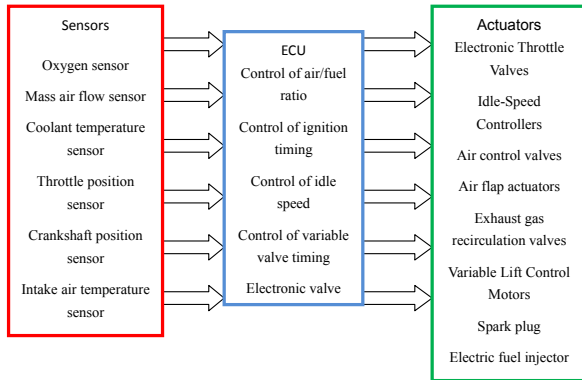 Sensors
Oxygen sensor
Mass air flow sensor
Coolant temperature
sensor
Throttle position
sensor
Crankshaft position
sensor
Intake air temperature
sensor
ECU
Control of air/fuel
ratio
Control of ignition
timing
Control of idle
speed
Control of variable
valve timing
Electronic valve
Actuators
Electronic Throttle
Valves
Idle-Speed
Controllers
Air control valves
Air flap actuators
Exhaust gas
recirculation valves
Variable Lift Control
Motors
Spark plug
Electric fuel injector